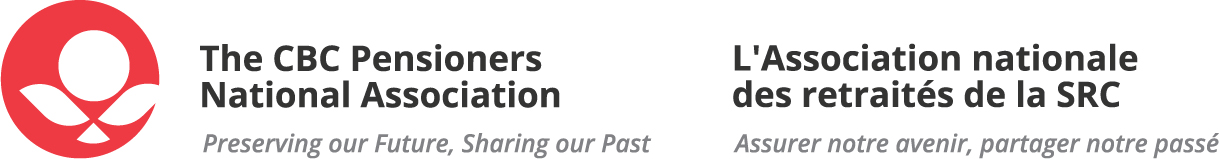 The CBC Pensioners
National Association
Preserving our Future, Sharing our Past
L'Association nationale
des retraités de la SRC
Assurer notre avenir, partager notre passé